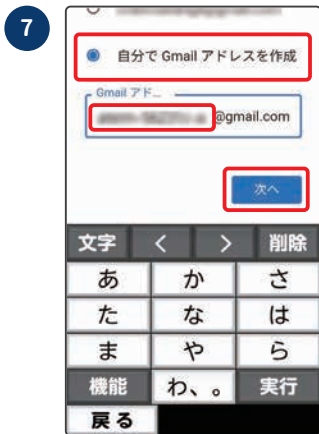 7
自分で Gmail アドレスを作成
Gmail アド...
@gmail.com
次へ
文字 < > 削除
あ か さ
た な は
ま や ら
機能 わ、。 実行
戻る